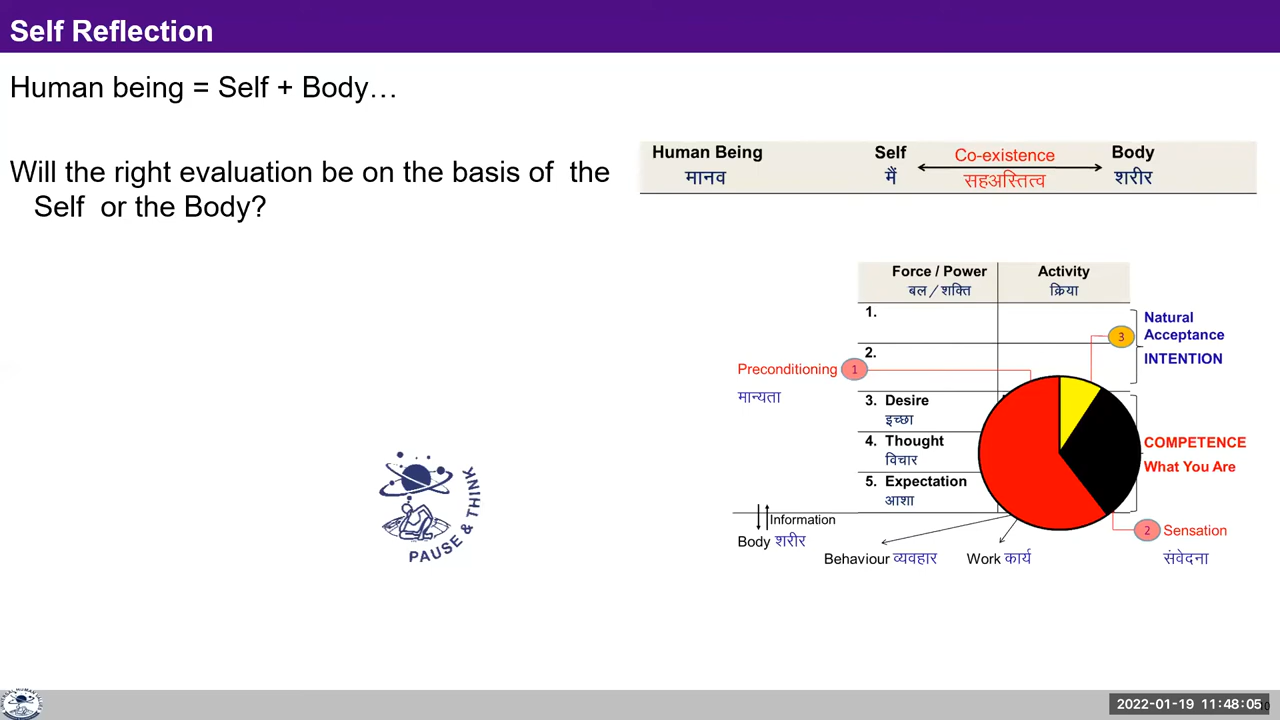 Self Reflection
Human being = Self + Body…
Will the right evaluation be on the basis of the
Self or the Body?
Human Being Self Co-existence Body
मानव मैं सहअस्तित्व शरीर
Force / Power Activity
बल/शक्ति क्रिया
1.
Natural
Acceptance
3
INTENTION
2.
Preconditioning 1
मान्यता
3. Desire
इच्छा
4. Thought
विचार
COMPETENCE
What You Are
5. Expectation
आशा
Information
Body शरीर
2 Sensation
संवेदना
Behaviour व्यवहार Work कार्य
PAUSE & THINK
2022-01-19 11:48:05